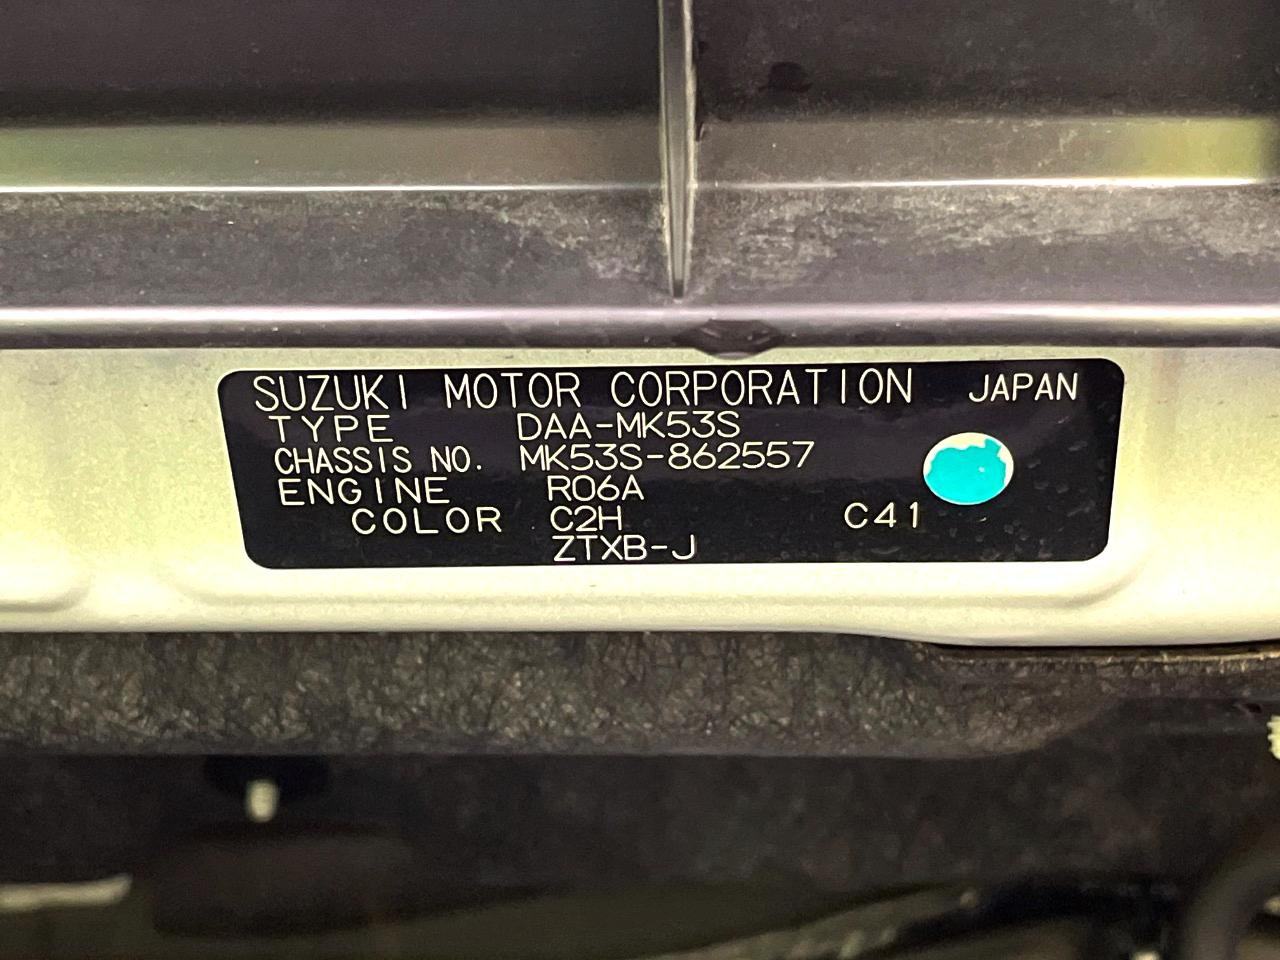 SUZUKI MOTOR CORPORATION JAPAN
TYPE DAA-MK53S
CHASSIS NO. MK53S-862557
ENGINE R06A
COLOR C2H C41
ZTXB-J